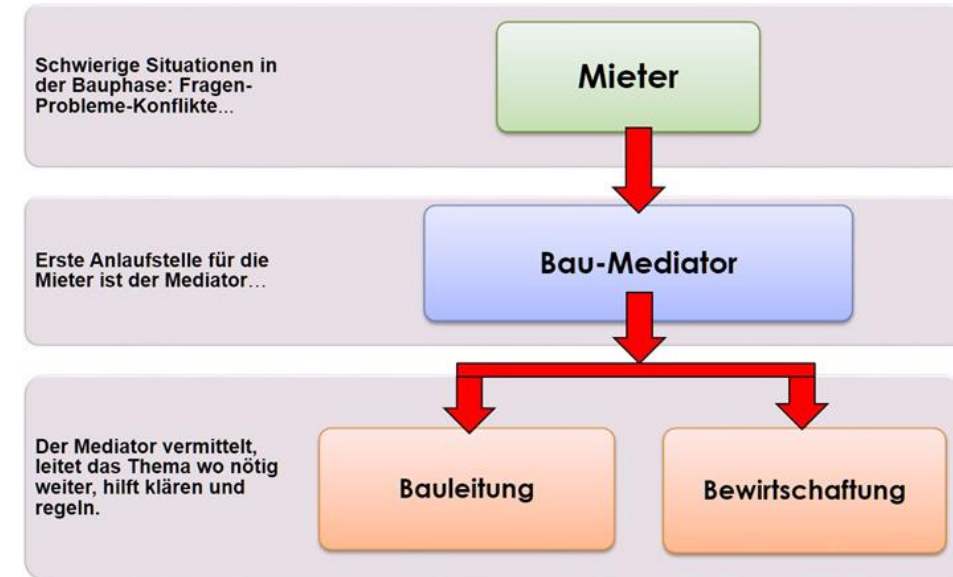 Schwierige Situationen in
der Bauphase: Fragen-
Probleme-Konflikte...
Mieter
Erste Anlaufstelle für die
Mieter ist der Mediator...
Bau-Mediator
Der Mediator vermittelt,
leitet das Thema wo nötig
weiter, hilft klären und
regeln.
Bauleitung
Bewirtschaftung